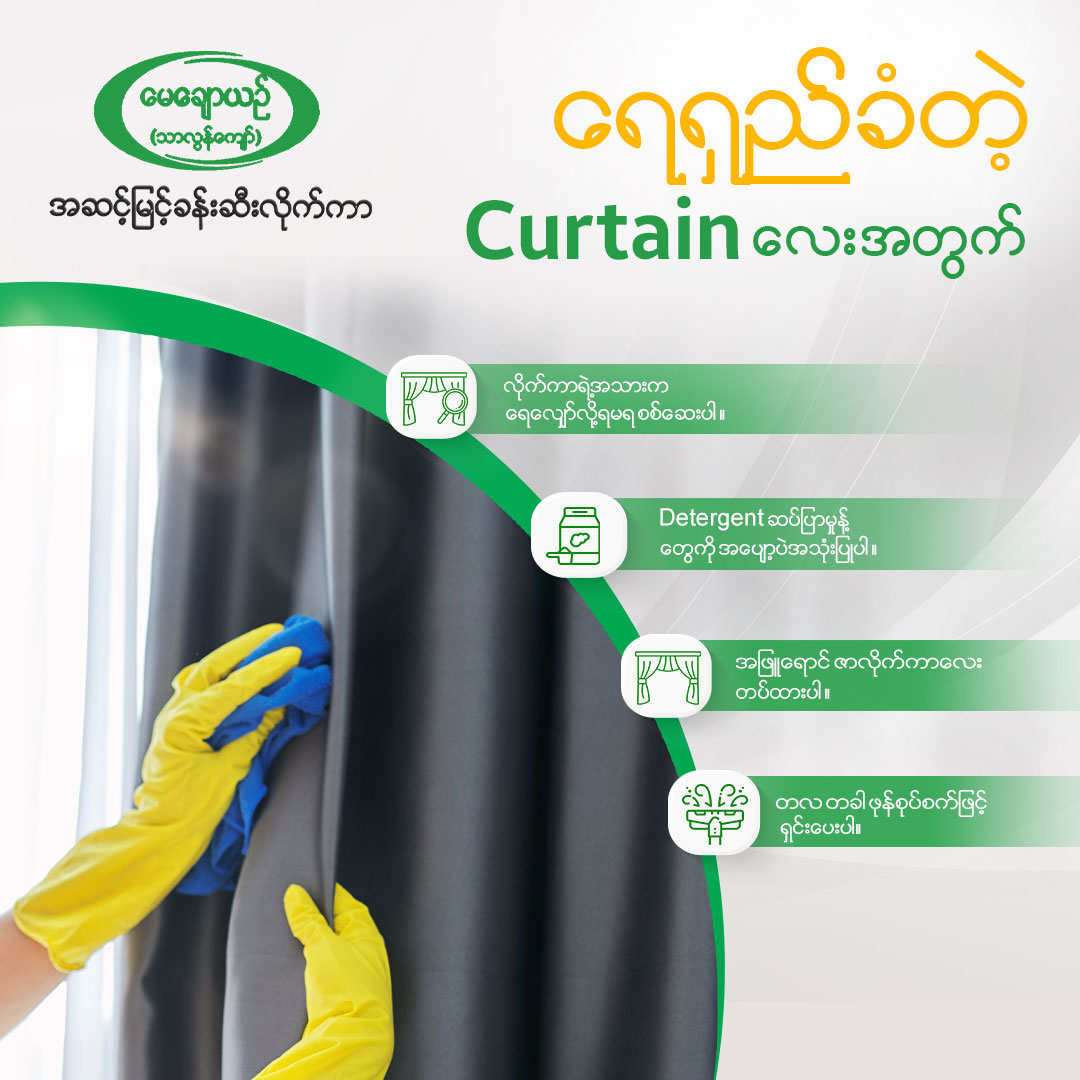 မေချောယဉ်
(သာလွန်ကျော်)
အဆင့်မြင့်ခန်းဆီးလိုက်ကာ
ရေရှည်ခံတဲ့
Curtain လေးအတွက်
လိုက်ကာရဲ့အသားက
ရေလျှော်လို့ရမရ စစ်ဆေးပါ။
Detergent ဆပ်ပြာမှုန့်
တွေကို အပျော့ပဲအသုံးပြုပါ။
အဖြူရောင် ဇာလိုက်ကာလေး
တပ်ထားပါ။
တလ တခါ ဖုန်စုပ်စက်ဖြင့်
ရှင်းပေးပါ။